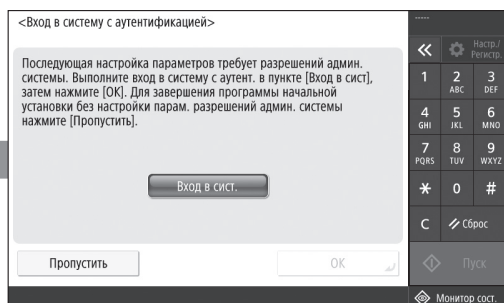 <Вход в систему с аутентификацией>
Последующая настройка параметров требует разрешений админ.
системы. Выполните вход в систему с аутент. в пункте [Вход в сист],
затем нажмите [OK]. Для завершения программы начальной
установки без настройки парам. разрешений админ. системы
нажмите [Пропустить].
Вход в сист.
Пропустить
OK
-----
Настр./
Регистр.
1 2 3
ABC DEF
4 5 6
GHI JKL MNO
7 8 9
PQRS TUV WXYZ
* 0 #
C Сброс
Пуск
Монитор сост.